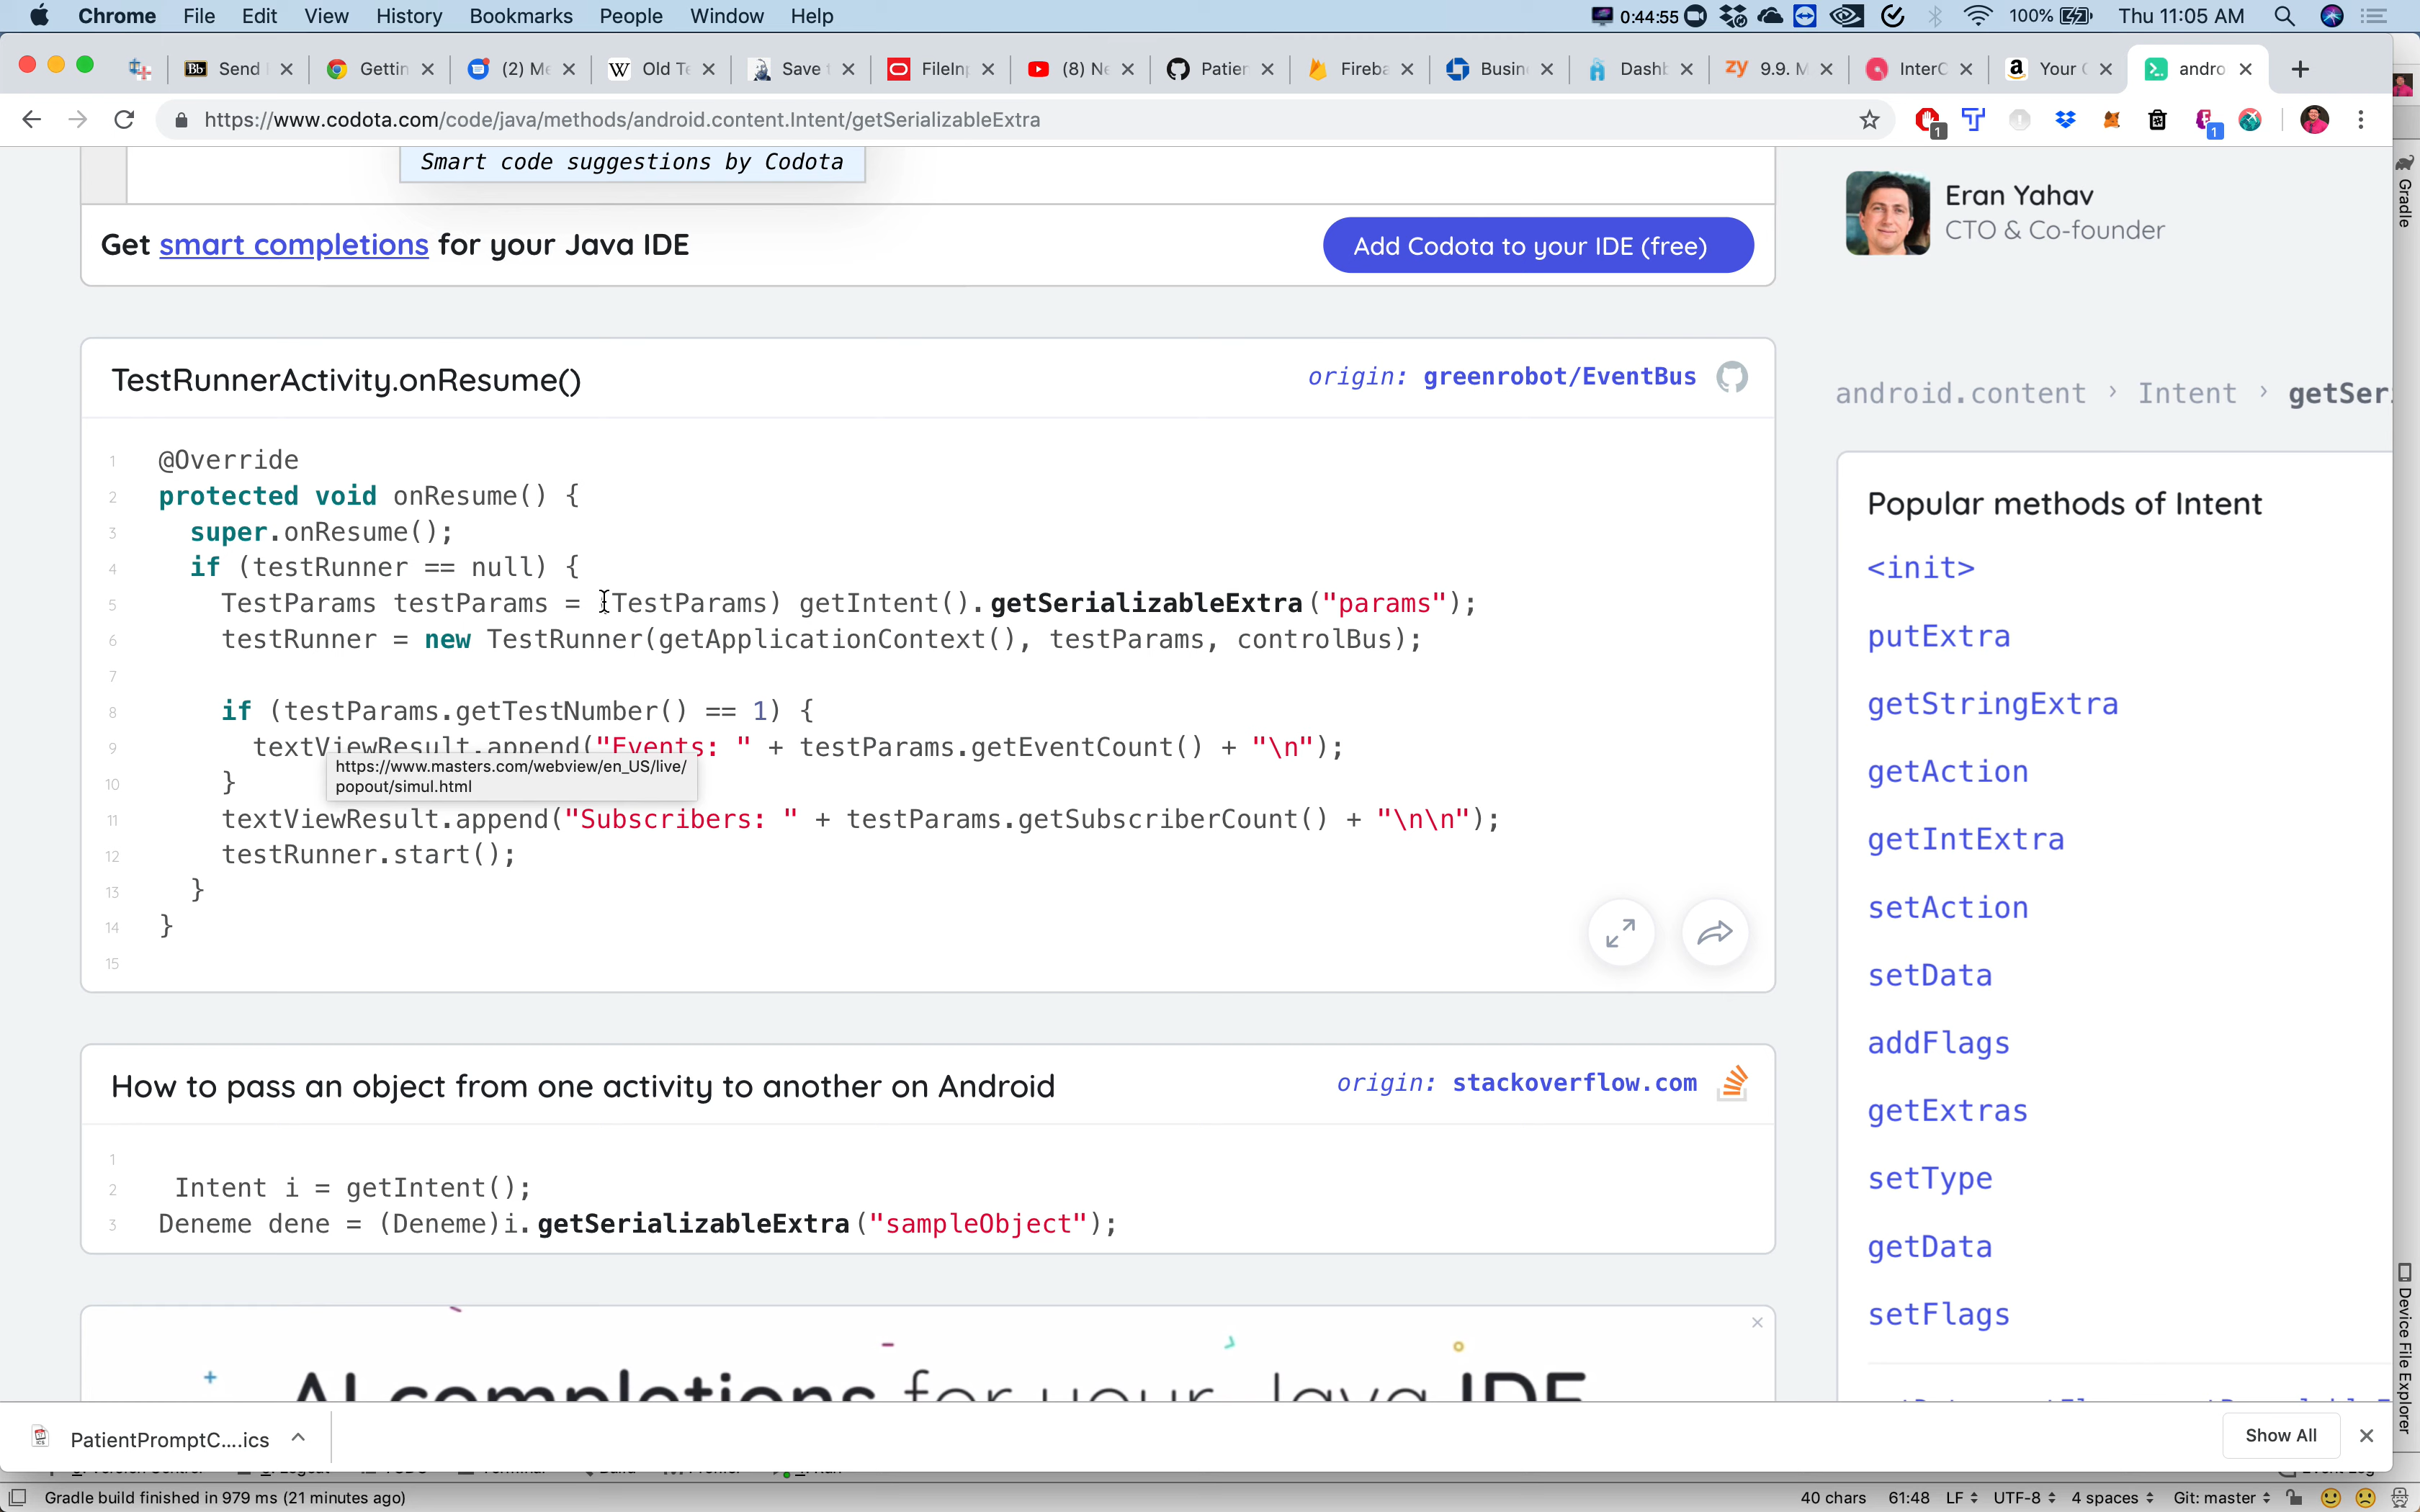 Chrome File Edit View History Bookmarks People Window Help 0:44:55 100% Thu 11:05 AM
Send Gettin (2) Me Old Te Save FileInp (8) Ne Patier Fireba Busin Dashb 9.9. M InterC Your andro
https://www.codota.com/code/java/methods/android.content.Intent/getSerializableExtra
Smart code suggestions by Codota
Get smart completions for your Java IDE
Add Codota to your IDE (free)
Eran Yahav
CTO & Co-founder
TestRunnerActivity.onResume()
origin: greenrobot/EventBus
1 @Override
2 protected void onResume() {
3 super.onResume();
4 if (testRunner == null) {
5 TestParams testParams = (TestParams) getIntent().getSerializableExtra("params");
6 testRunner = new TestRunner(getApplicationContext(), testParams, controlBus);
7
8 if (testParams.getTestNumber() == 1) {
9 textViewResult.append("Events: " + testParams.getEventCount() + "\n");
https://www.masters.com/webview/en_US/live/
popout/simul.html
10 }
11 textViewResult.append("Subscribers: " + testParams.getSubscriberCount() + "\n\n");
12 testRunner.start();
13 }
14 }
15
How to pass an object from one activity to another on Android
origin: stackoverflow.com
1
2 Intent i = getIntent();
3 Deneme dene = (Deneme)i.getSerializableExtra("sampleObject");
AI completions for your Java IDE
android.content > Intent > getSer
Popular methods of Intent
<init>
putExtra
getStringExtra
getAction
getIntExtra
setAction
setData
addFlags
getExtras
setType
getData
setFlags
Gradle
Device File Explorer
PatientPromptC....ics
Show All
Gradle build finished in 979 ms (21 minutes ago)
40 chars 61:48 LF UTF-8 4 spaces Git: master